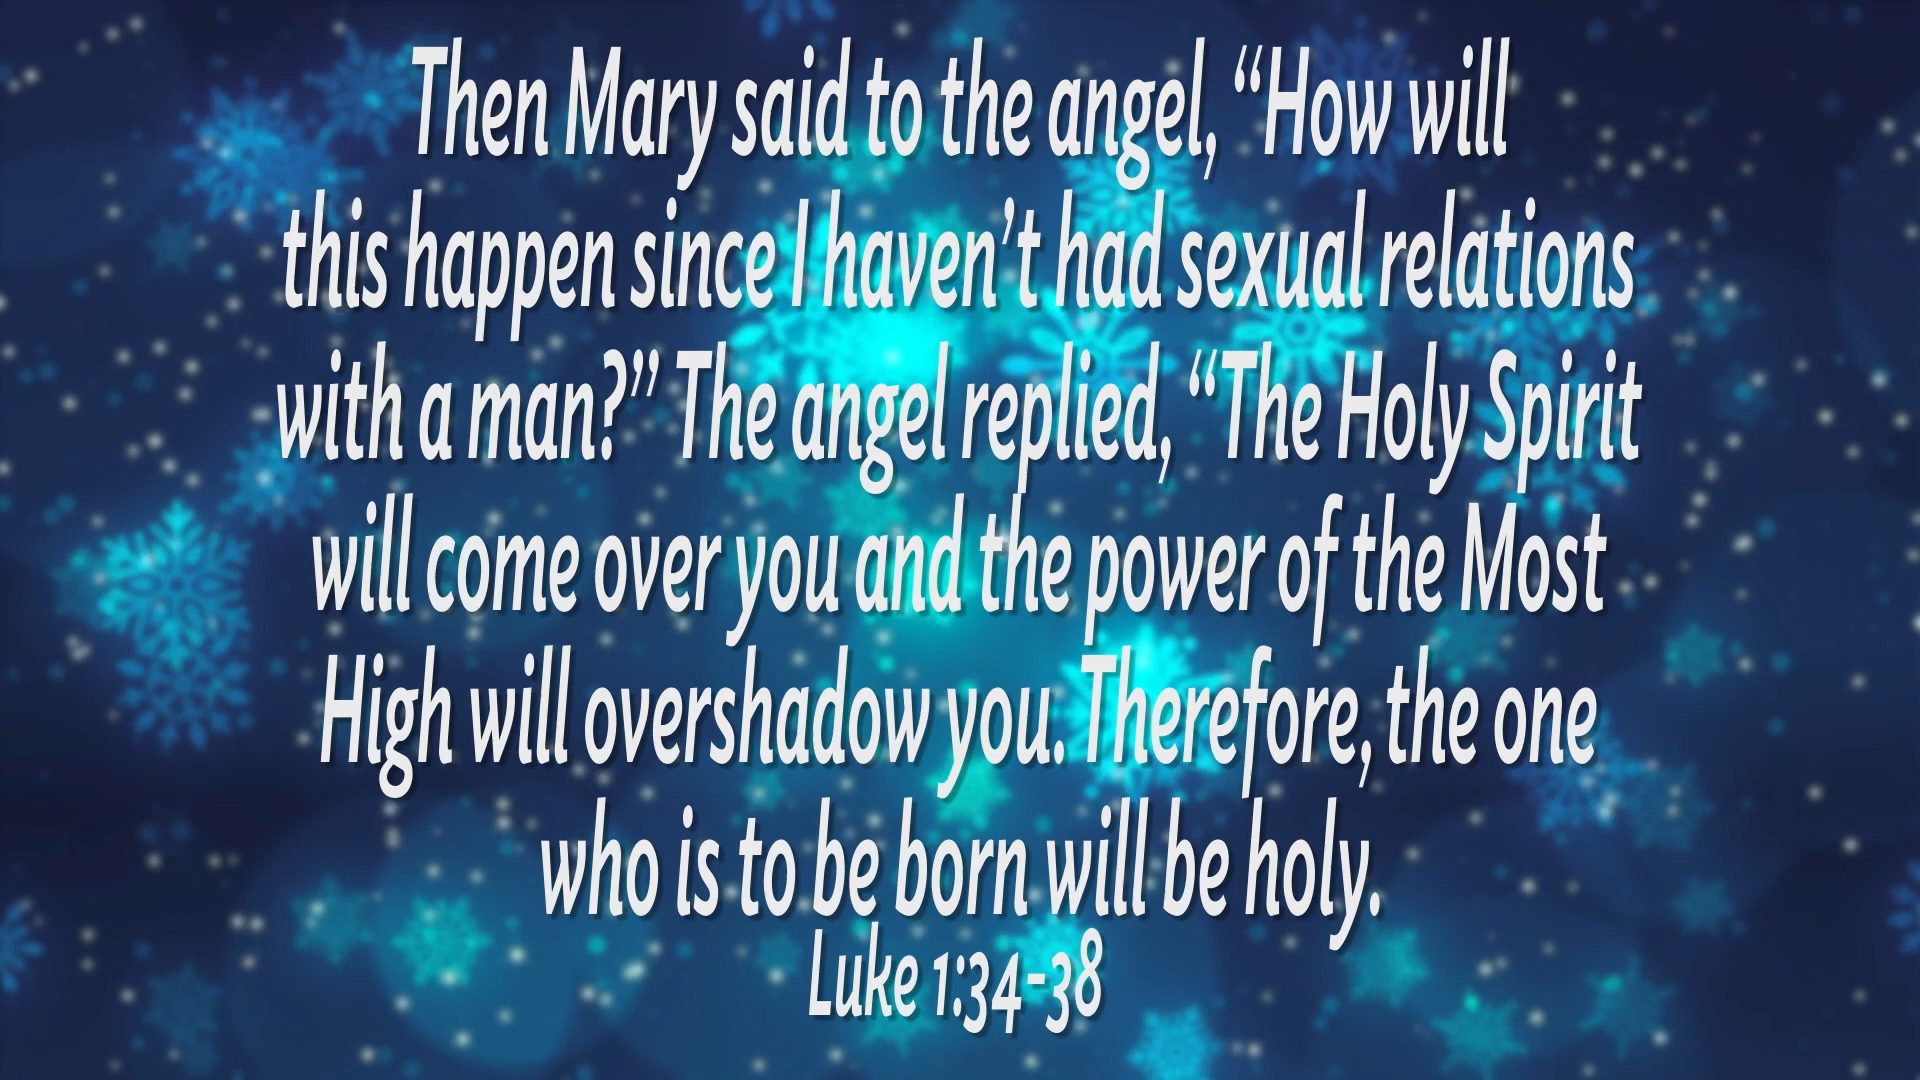 Then Mary said to the angel, “How will
this happen since I haven’t had sexual relations
with a man?” The angel replied, “The Holy Spirit
will come over you and the power of the Most
High will overshadow you. Therefore, the one
who is to be born will be holy.
Luke 1:34-38